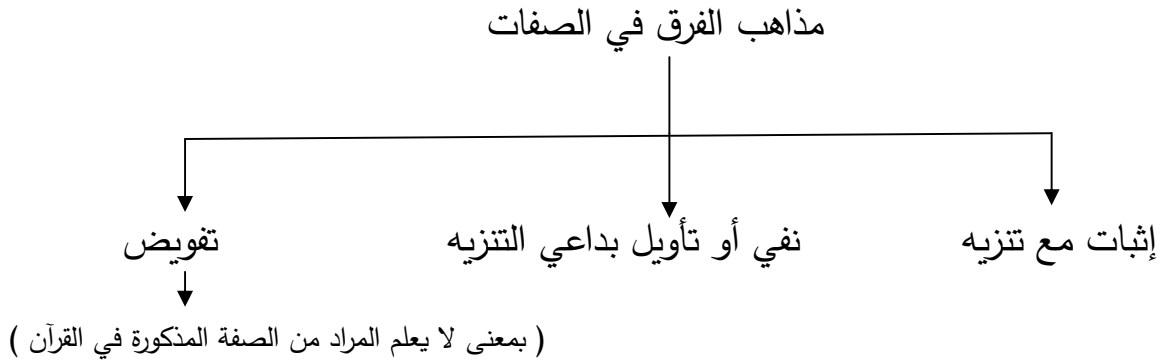 مذاهب الفرق في الصفات
إثبات مع تنزيه
نفي أو تأويل بداعي التنزيه
تفويض
( بمعنى لا يعلم المراد من الصفة المذكورة في القرآن )